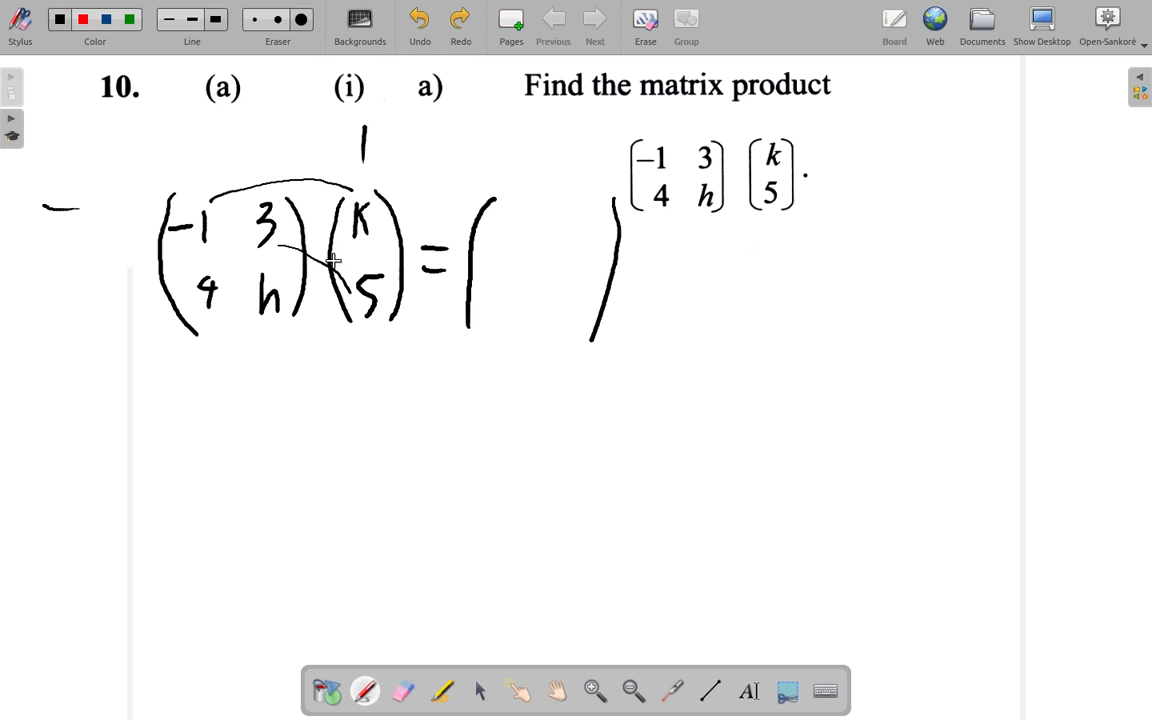 Stylus Color Line Eraser Backgrounds Undo Redo Pages Previous Next Erase Group Board Web Documents Show Desktop Open-Sankoré
10. (a) (i) a) Find the matrix product
[−1 3] [k]
[4 h] [5].
1
(-1 3) (k) = ( )
(4 h) (5)